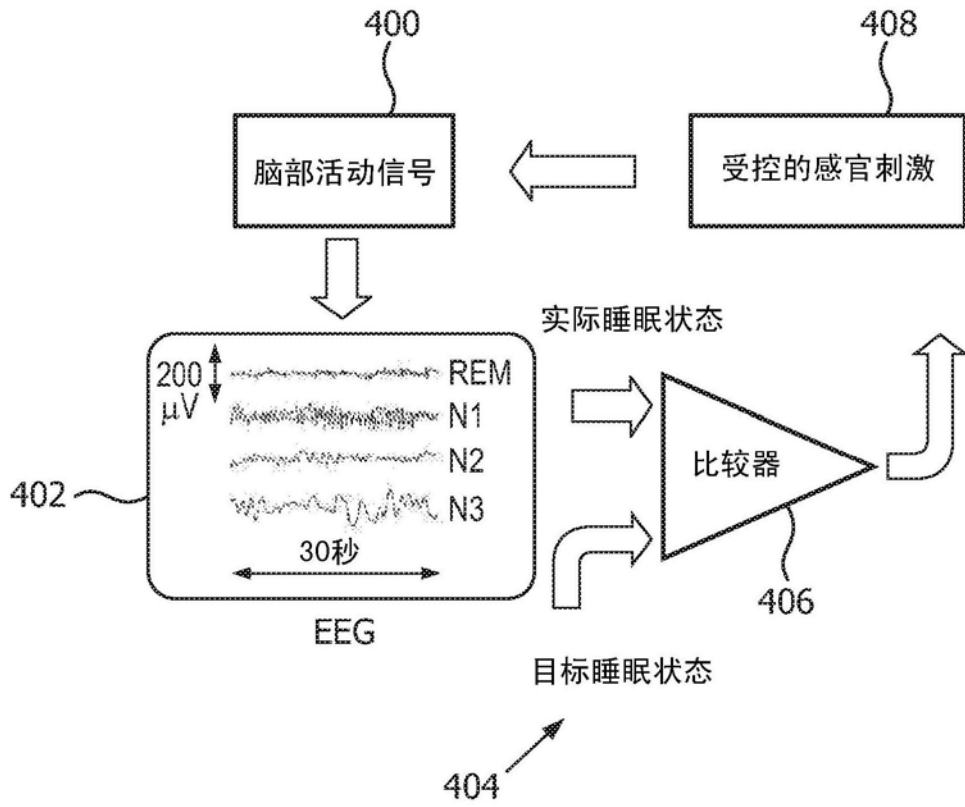 400
408
脑部活动信号
受控的感官刺激
实际睡眠状态
200
μV
REM
N1
N2
N3
30秒
402
EEG
比较器
406
目标睡眠状态
404